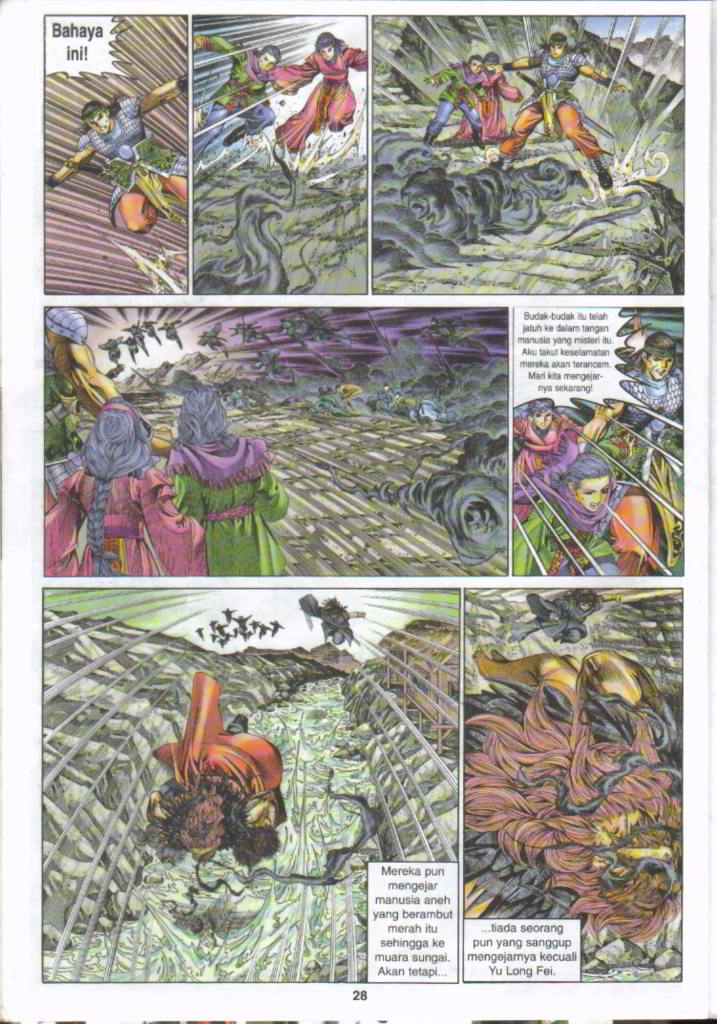 Bahaya
ini!
Budak-budak itu telah
jatuh ke dalam tangan
manusia yang misteri itu.
Aku takut keselamatan
mereka akan terancam.
Mari kita mengejar-
nya sekarang!
Mereka pun
mengejar
manusia aneh
yang berambut
merah itu
sehingga ke
muara sungai.
Akan tetapi...
...tiada seorang
pun yang sanggup
mengejarnya kecuali
Yu Long Fei.
28